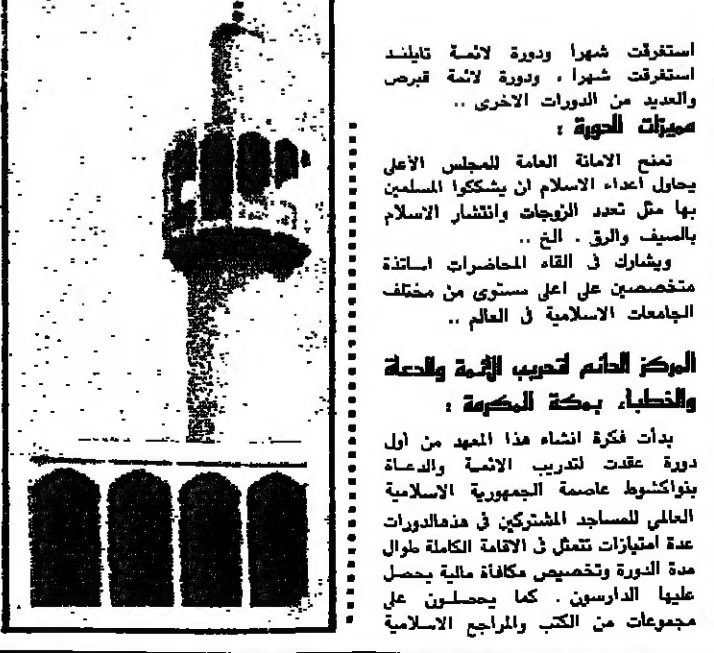 استغرقت شهرا ودورة لائمة تايلند
استغرقت شهرا ، ودورة لائمة قبرص
والعديد من الدورات الاخرى ..
مميزات الدورة :
تمنح الامانة العامة للمجلس الأعلى
يحاول اعداء الاسلام ان يشككوا المسلمين
بها مثل تعدد الزوجات وانتشار الاسلام
بالسيف والرق . الخ ..
ويشارك في القاء المحاضرات اساتذة
متخصصين على اعلى مستوى من مختلف
الجامعات الاسلامية في العالم ..
المركز الدائم لتدريب الأئمة والدعاة
والخطباء بمكة المكرمة :
بدأت فكرة انشاء هذا المعهد من أول
دورة عقدت لتدريب الائمة والدعاة
بنواكشوط عاصمة الجمهورية الاسلامية
العالمي للمساجد المشتركين في هذهالدورات
عدة امتيازات تتمثل في الاقامة الكاملة طوال
مدة الدورة وتخصيص مكافأة مالية يحصل
عليها الدارسون . كما يحصلون على
مجموعات من الكتب والمراجع الاسلامية